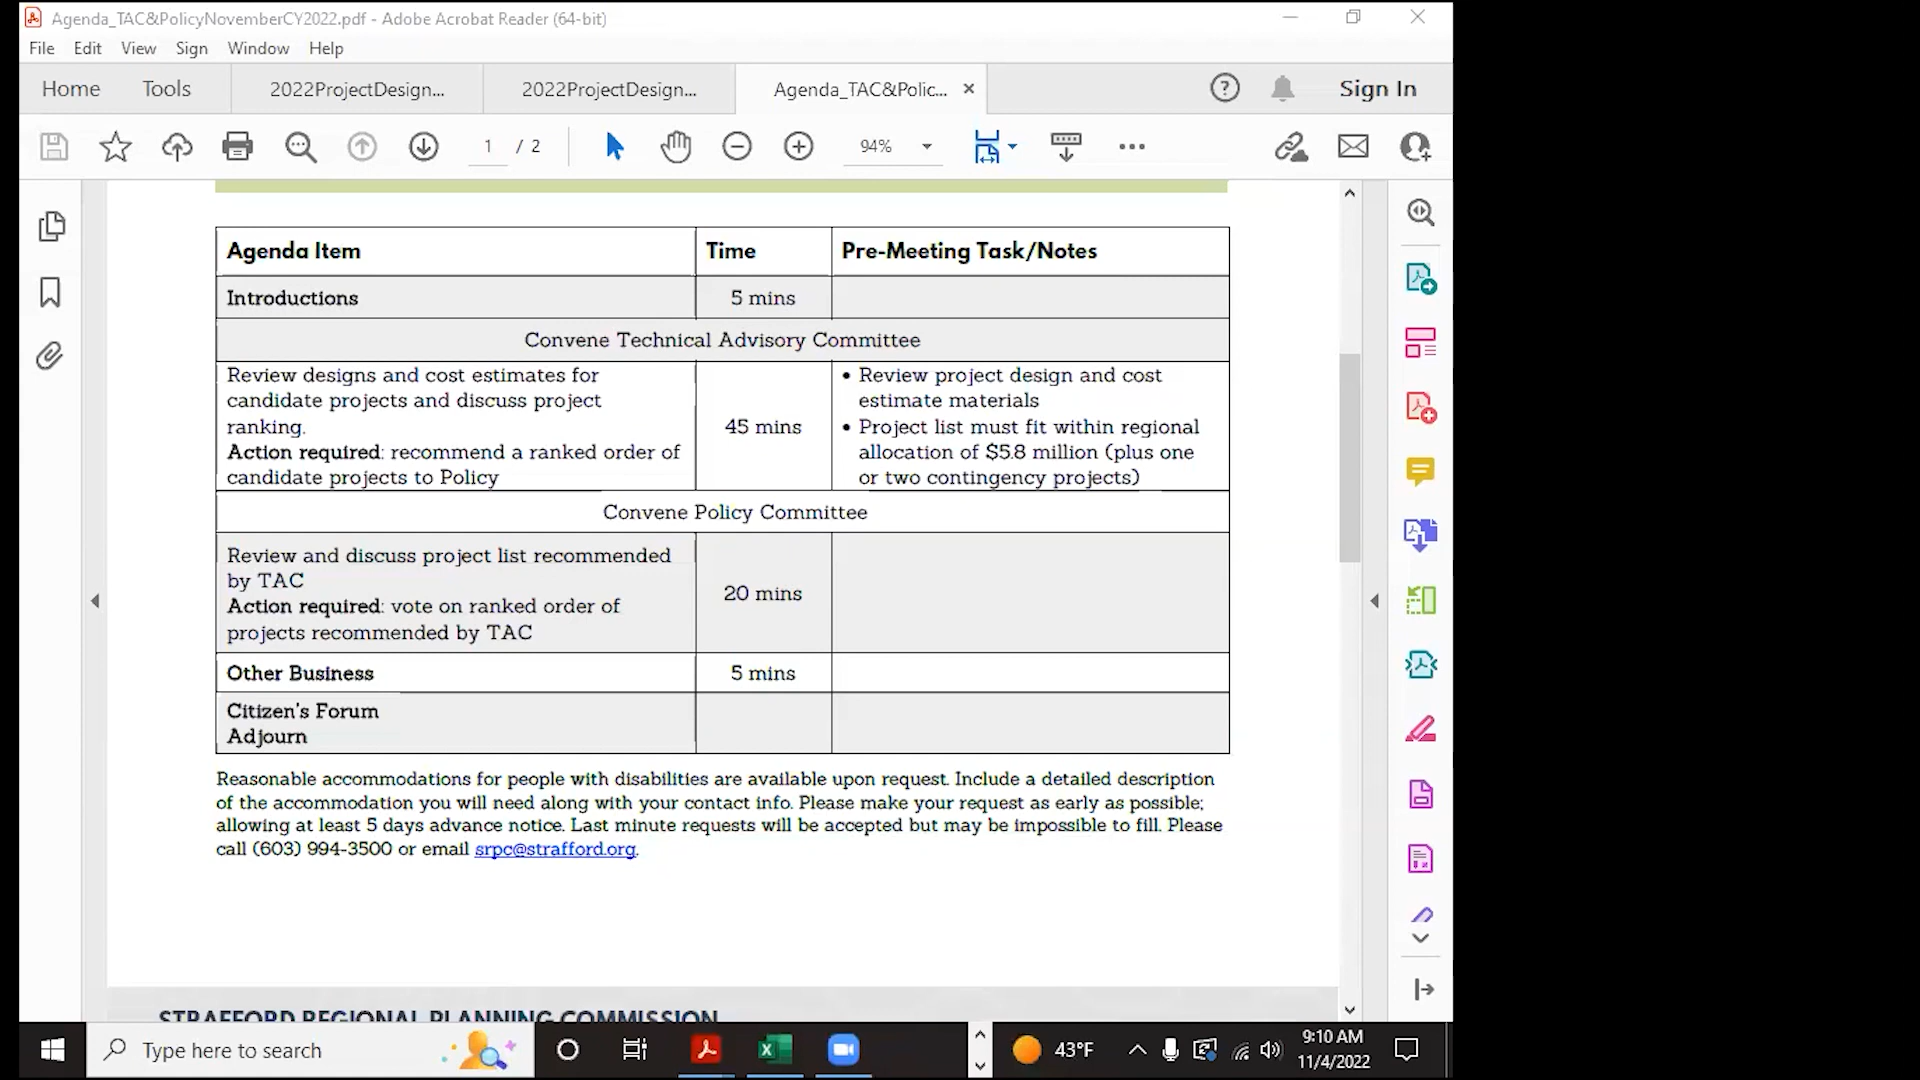 Agenda_TAC&PolicyNovemberCY2022.pdf - Adobe Acrobat Reader (64-bit)
File Edit View Sign Window Help
Home Tools 2022ProjectDesign... 2022ProjectDesign... Agenda_TAC&Polic... Sign In
1 / 2 94%
Agenda Item Time Pre-Meeting Task/Notes
Introductions 5 mins
Convene Technical Advisory Committee
Review designs and cost estimates for
candidate projects and discuss project
ranking.
Action required: recommend a ranked order of
candidate projects to Policy
45 mins
• Review project design and cost
estimate materials
• Project list must fit within regional
allocation of $5.8 million (plus one
or two contingency projects)
Convene Policy Committee
Review and discuss project list recommended
by TAC
Action required: vote on ranked order of
projects recommended by TAC
20 mins
Other Business 5 mins
Citizen's Forum
Adjourn
Reasonable accommodations for people with disabilities are available upon request. Include a detailed description
of the accommodation you will need along with your contact info. Please make your request as early as possible;
allowing at least 5 days advance notice. Last minute requests will be accepted but may be impossible to fill. Please
call (603) 994-3500 or email srpc@strafford.org.
STRAFFORD REGIONAL PLANNING COMMISSION
Type here to search
43°F
9:10 AM
11/4/2022